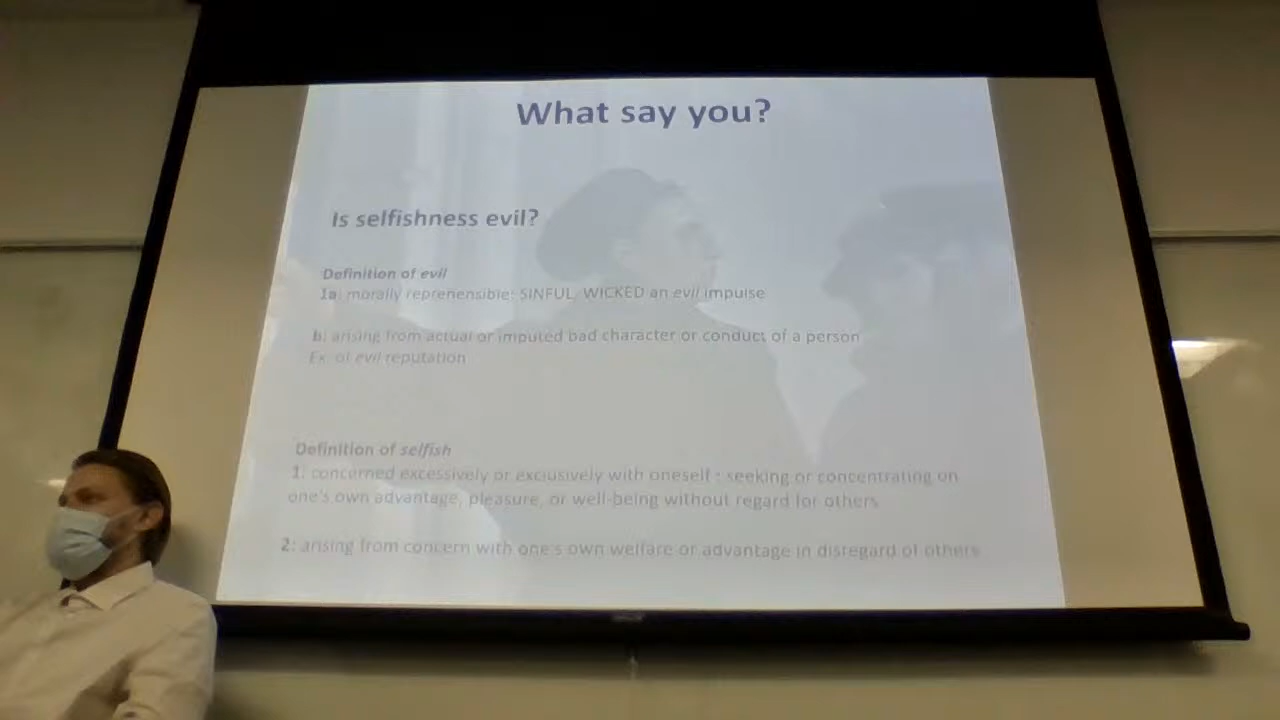 What say you?
Is selfishness evil?
Definition of evil
1a: morally reprehensible: SINFUL, WICKED an evil impulse
b: arising from actual or imputed bad character or conduct of a person
Ex. of evil reputation
Definition of selfish
1: concerned excessively or exclusively with oneself : seeking or concentrating on
one's own advantage, pleasure, or well-being without regard for others
2: arising from concern with one's own welfare or advantage in disregard of others